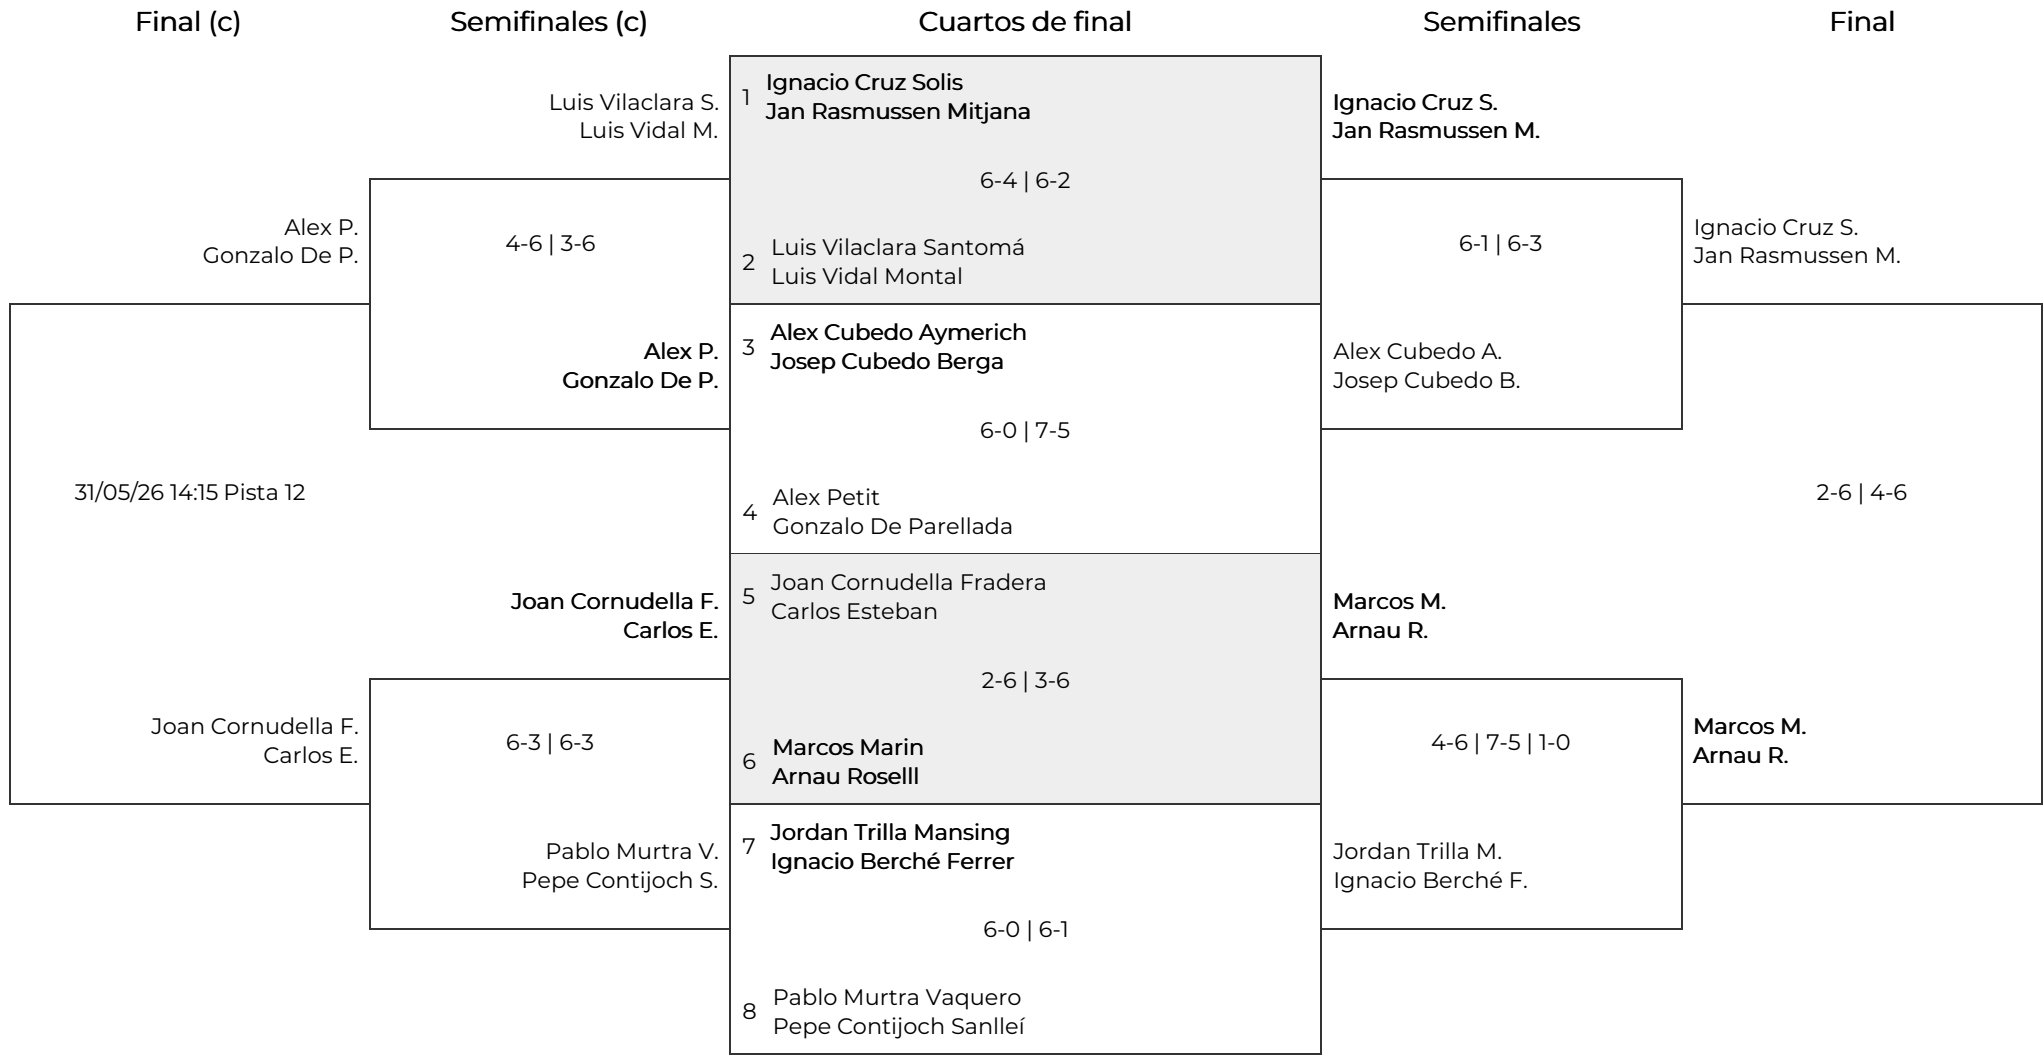 Final (c)
Semifinales (c)
Cuartos de final
Semifinales
Final
Alex P.
Gonzalo De P.
31/05/26 14:15 Pista 12
Joan Cornudella F.
Carlos E.
Luis Vilaclara S.
Luis Vidal M.
4-6 | 3-6
Alex P.
Gonzalo De P.
Joan Cornudella F.
Carlos E.
6-3 | 6-3
Pablo Murtra V.
Pepe Contijoch S.
1
Ignacio Cruz Solis
Jan Rasmussen Mitjana
6-4 | 6-2
2
Luis Vilaclara Santomá
Luis Vidal Montal
3
Alex Cubedo Aymerich
Josep Cubedo Berga
6-0 | 7-5
4
Alex Petit
Gonzalo De Parellada
5
Joan Cornudella Fradera
Carlos Esteban
2-6 | 3-6
6
Marcos Marin
Arnau Roselll
7
Jordan Trilla Mansing
Ignacio Berché Ferrer
6-0 | 6-1
8
Pablo Murtra Vaquero
Pepe Contijoch Sanlleí
Ignacio Cruz S.
Jan Rasmussen M.
6-1 | 6-3
Alex Cubedo A.
Josep Cubedo B.
Marcos M.
Arnau R.
4-6 | 7-5 | 1-0
Jordan Trilla M.
Ignacio Berché F.
Ignacio Cruz S.
Jan Rasmussen M.
2-6 | 4-6
Marcos M.
Arnau R.